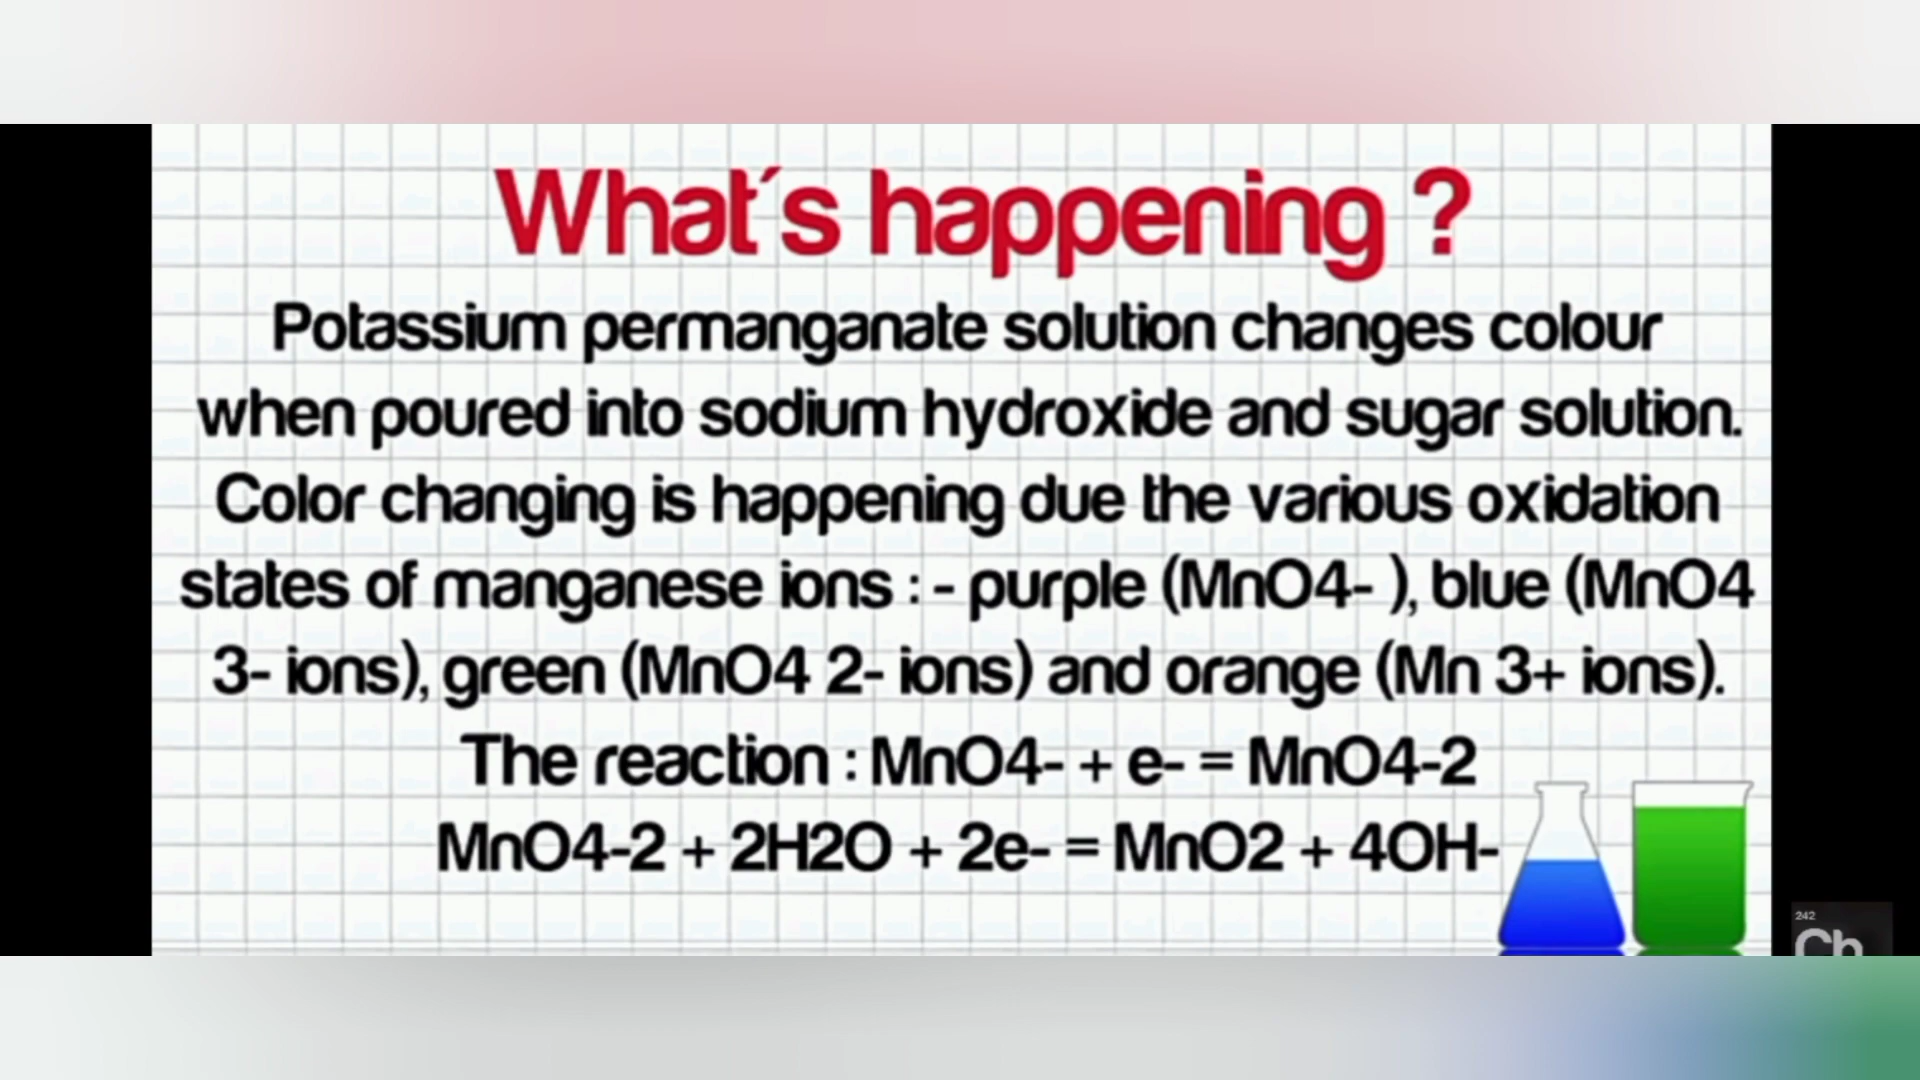 What´s happening ?
Potassium permanganate solution changes colour
when poured into sodium hydroxide and sugar solution.
Color changing is happening due the various oxidation
states of manganese ions : - purple (MnO4- ), blue (MnO4
3- ions), green (MnO4 2- ions) and orange (Mn 3+ ions).
The reaction : MnO4- + e- = MnO4-2
MnO4-2 + 2H2O + 2e- = MnO2 + 4OH-
242
Ch